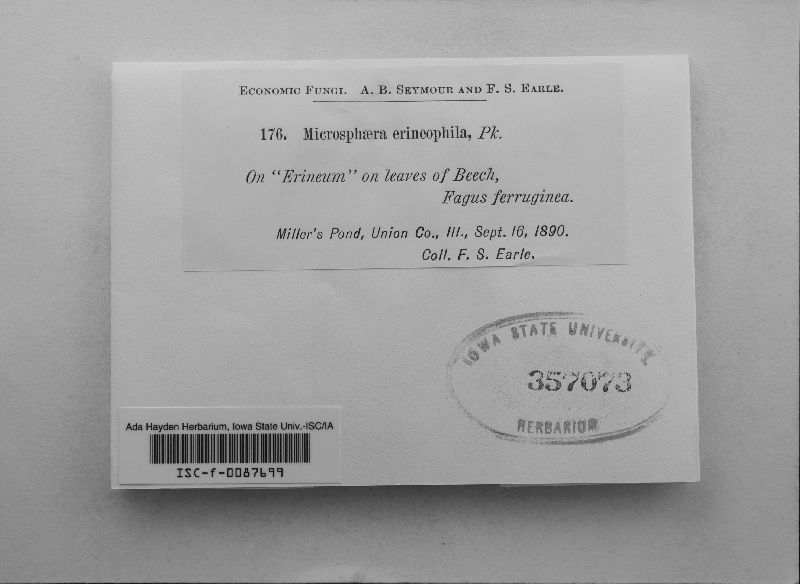 ECONOMIC FUNGI. A. B. SEYMOUR AND F. S. EARLE.
176. Microsphæra erineophila, Pk.
On "Erineum" on leaves of Beech,
Fagus ferruginea.
Miller's Pond, Union Co., Ill., Sept. 16, 1890.
Coll. F. S. Earle.
IOWA STATE UNIVERSITY
357073
HERBARIUM
Ada Hayden Herbarium, Iowa State Univ.-ISC/IA
ISC-f-0087699